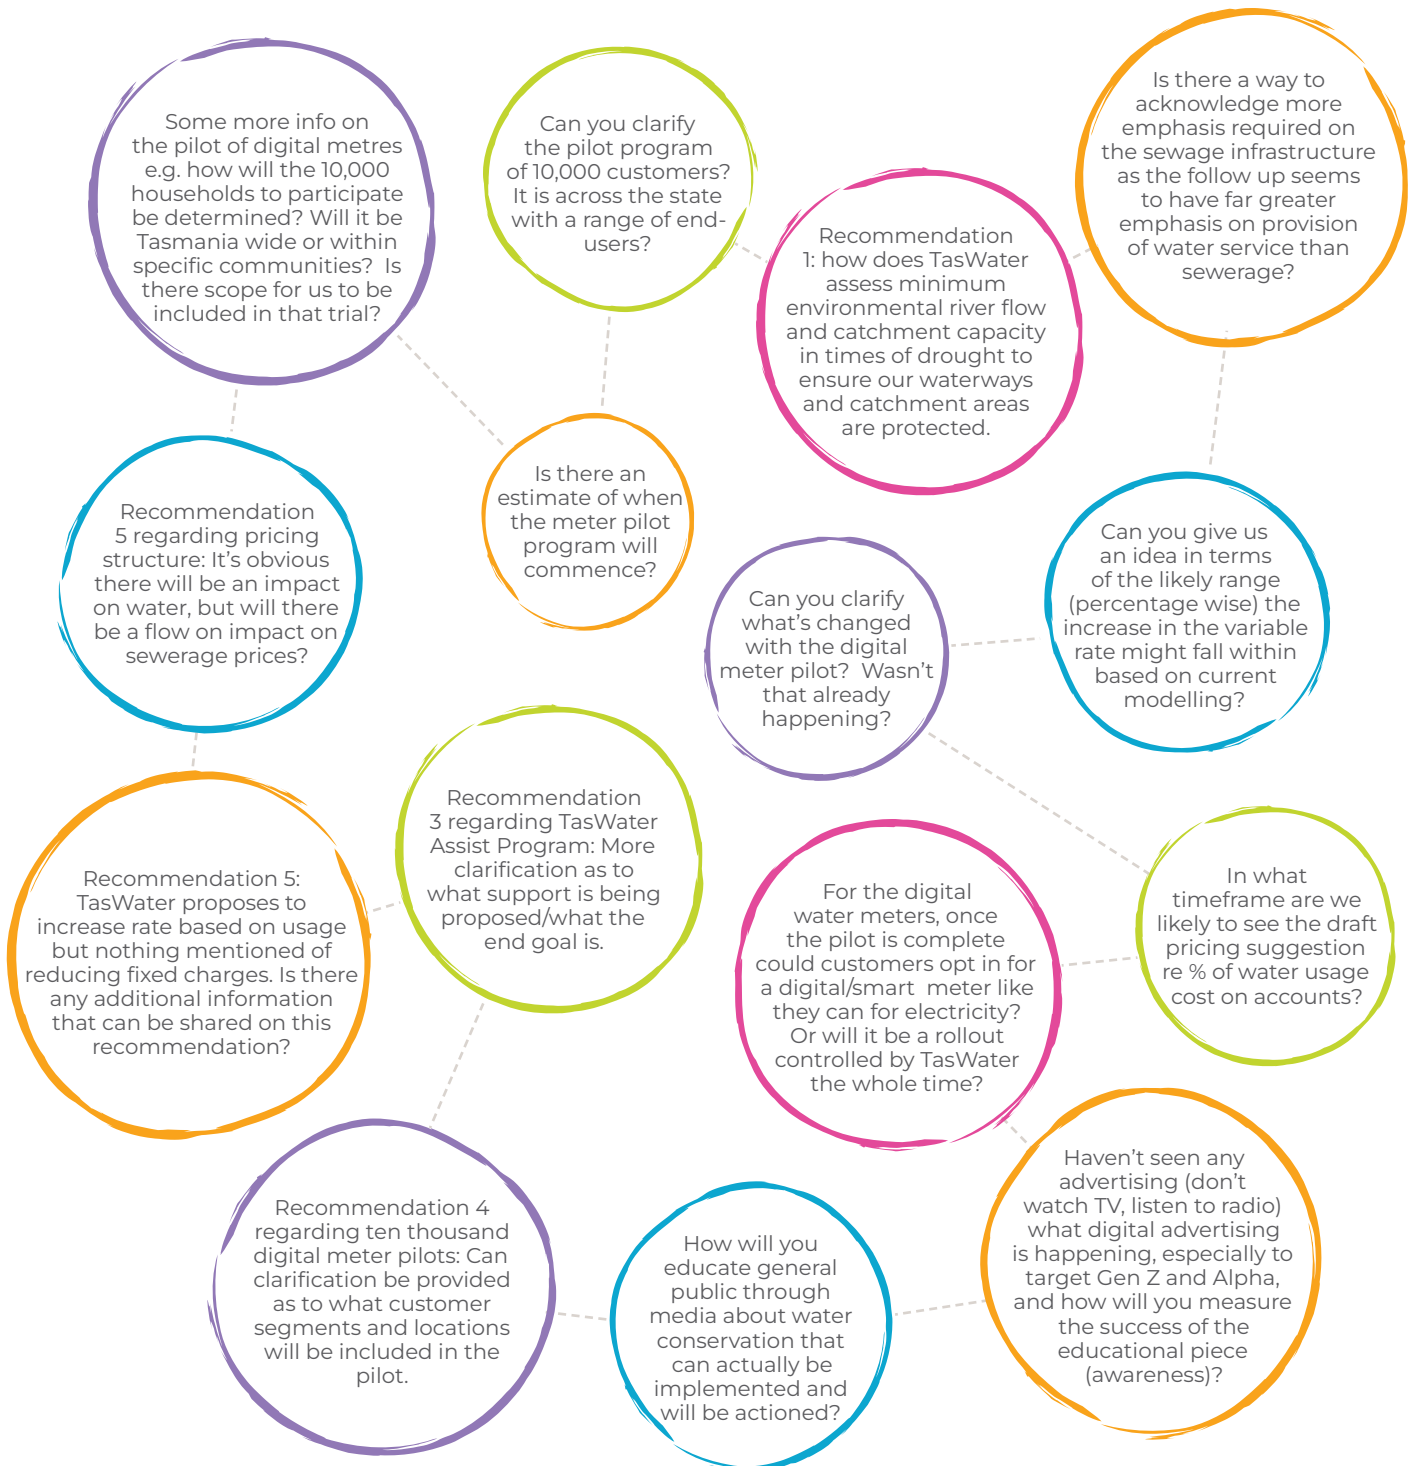 Some more info on
the pilot of digital metres
e.g. how will the 10,000
households to participate
be determined? Will it be
Tasmania wide or within
specific communities?  Is
there scope for us to be
included in that trial?
Can you clarify
the pilot program
of 10,000 customers?
It is across the state
with a range of end-
users?
Is there a way to
acknowledge more
emphasis required on
the sewage infrastructure
as the follow up seems
to have far greater
emphasis on provision
of water service than
sewerage?
Recommendation
1: how does TasWater
assess minimum
environmental river flow
and catchment capacity
in times of drought to
ensure our waterways
and catchment areas
are protected.
Is there an
estimate of when
the meter pilot
program will
commence?
Recommendation
5 regarding pricing
structure: It's obvious
there will be an impact
on water, but will there
be a flow on impact on
sewerage prices?
Can you give us
an idea in terms
of the likely range
(percentage wise) the
increase in the variable
rate might fall within
based on current
modelling?
Can you clarify
what's changed
with the digital
meter pilot?  Wasn't
that already
happening?
Recommendation
3 regarding TasWater
Assist Program: More
clarification as to
what support is being
proposed/what the
end goal is.
Recommendation 5:
TasWater proposes to
increase rate based on usage
but nothing mentioned of
reducing fixed charges. Is there
any additional information
that can be shared on this
recommendation?
For the digital
water meters, once
the pilot is complete
could customers opt in for
a digital/smart  meter like
they can for electricity?
Or will it be a rollout
controlled by TasWater
the whole time?
In what
timeframe are we
likely to see the draft
pricing suggestion
re % of water usage
cost on accounts?
Recommendation 4
regarding ten thousand
digital meter pilots: Can
clarification be provided
as to what customer
segments and locations
will be included in the
pilot.
How will you
educate general
public through
media about water
conservation that
can actually be
implemented and
will be actioned?
Haven't seen any
advertising (don't
watch TV, listen to radio)
what digital advertising
is happening, especially to
target Gen Z and Alpha,
and how will you measure
the success of the
educational piece
(awareness)?